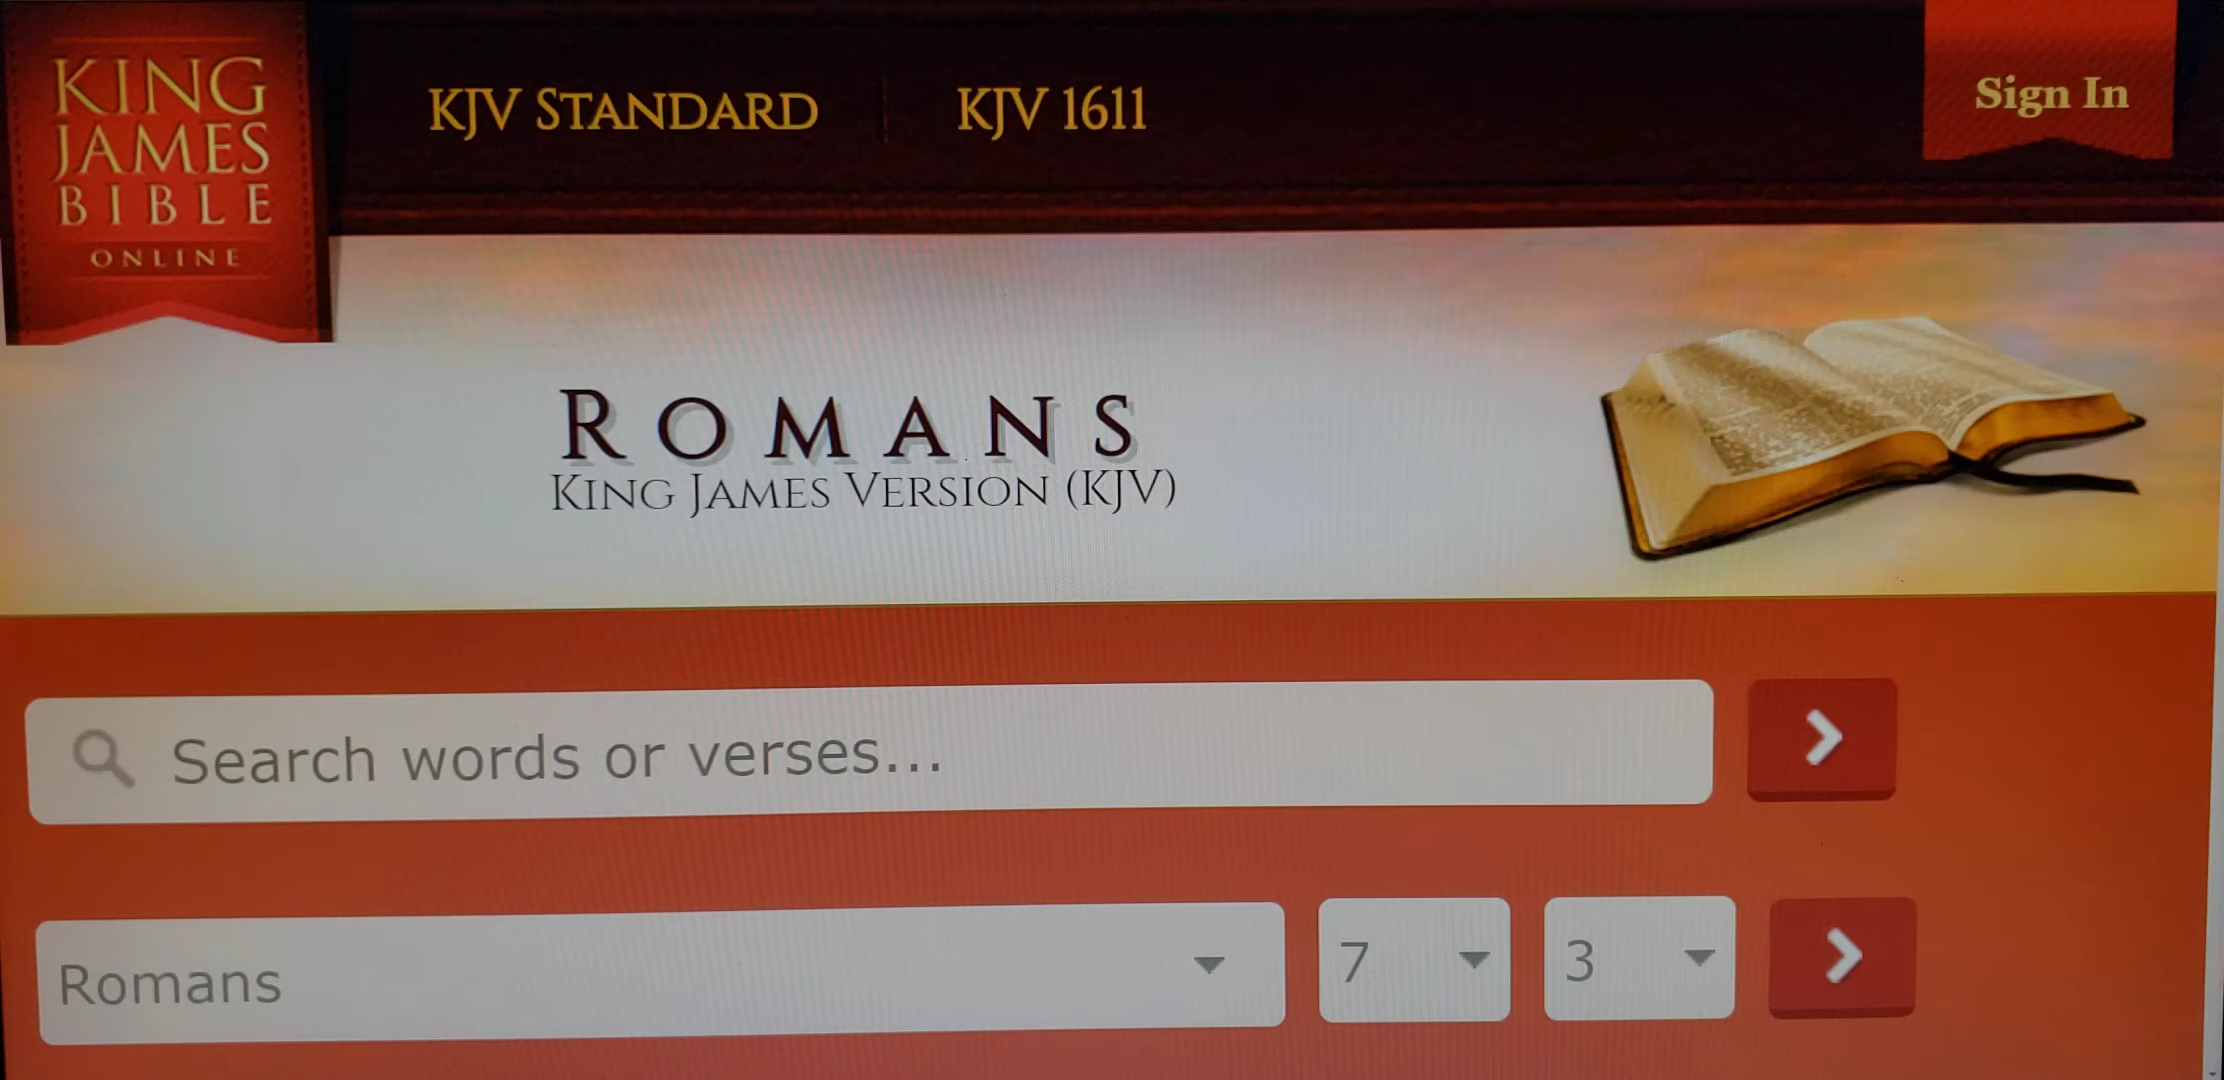 KING
JAMES
BIBLE
ONLINE
KJV STANDARD
KJV 1611
Sign In
ROMANS
KING JAMES VERSION (KJV)
Search words or verses...
Romans
7
3